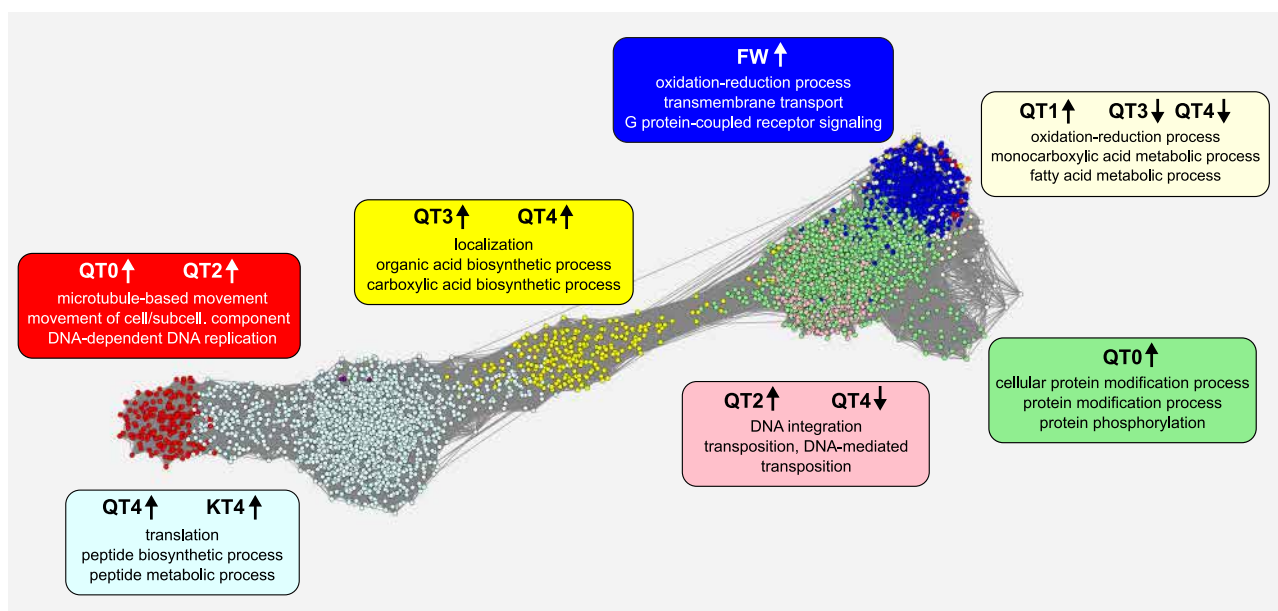 FW ↑
oxidation-reduction process
transmembrane transport
G protein-coupled receptor signaling
QT1 ↑ QT3 ↓ QT4 ↓
oxidation-reduction process
monocarboxylic acid metabolic process
fatty acid metabolic process
QT3 ↑ QT4 ↑
localization
organic acid biosynthetic process
carboxylic acid biosynthetic process
QT0 ↑ QT2 ↑
microtubule-based movement
movement of cell/subcell. component
DNA-dependent DNA replication
QT0 ↑
cellular protein modification process
protein modification process
protein phosphorylation
QT2 ↑ QT4 ↓
DNA integration
transposition, DNA-mediated
transposition
QT4 ↑ KT4 ↑
translation
peptide biosynthetic process
peptide metabolic process